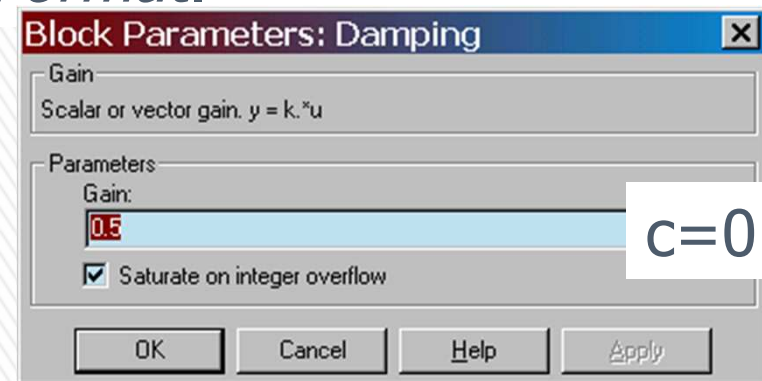 Block Parameters: Damping
Gain
Scalar or vector gain. y = k.*u
Parameters
Gain:
0.5
c=0
Saturate on integer overflow
OK Cancel Help Apply